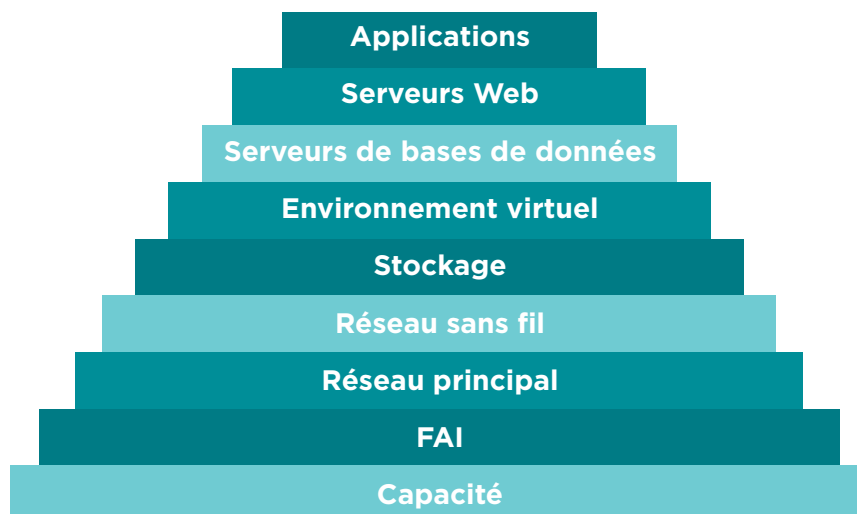 Applications
Serveurs Web
Serveurs de bases de données
Environnement virtuel
Stockage
Réseau sans fil
Réseau principal
FAI
Capacité